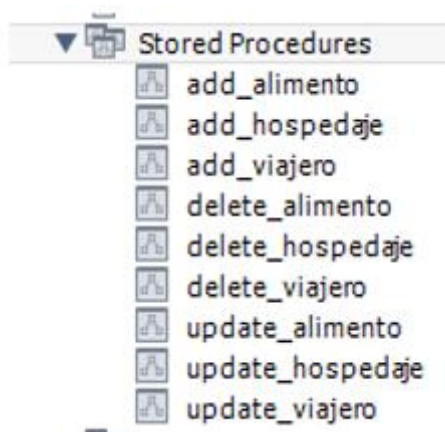 Stored Procedures
add_alimento
add_hospedaje
add_viajero
delete_alimento
delete_hospedaje
delete_viajero
update_alimento
update_hospedaje
update_viajero